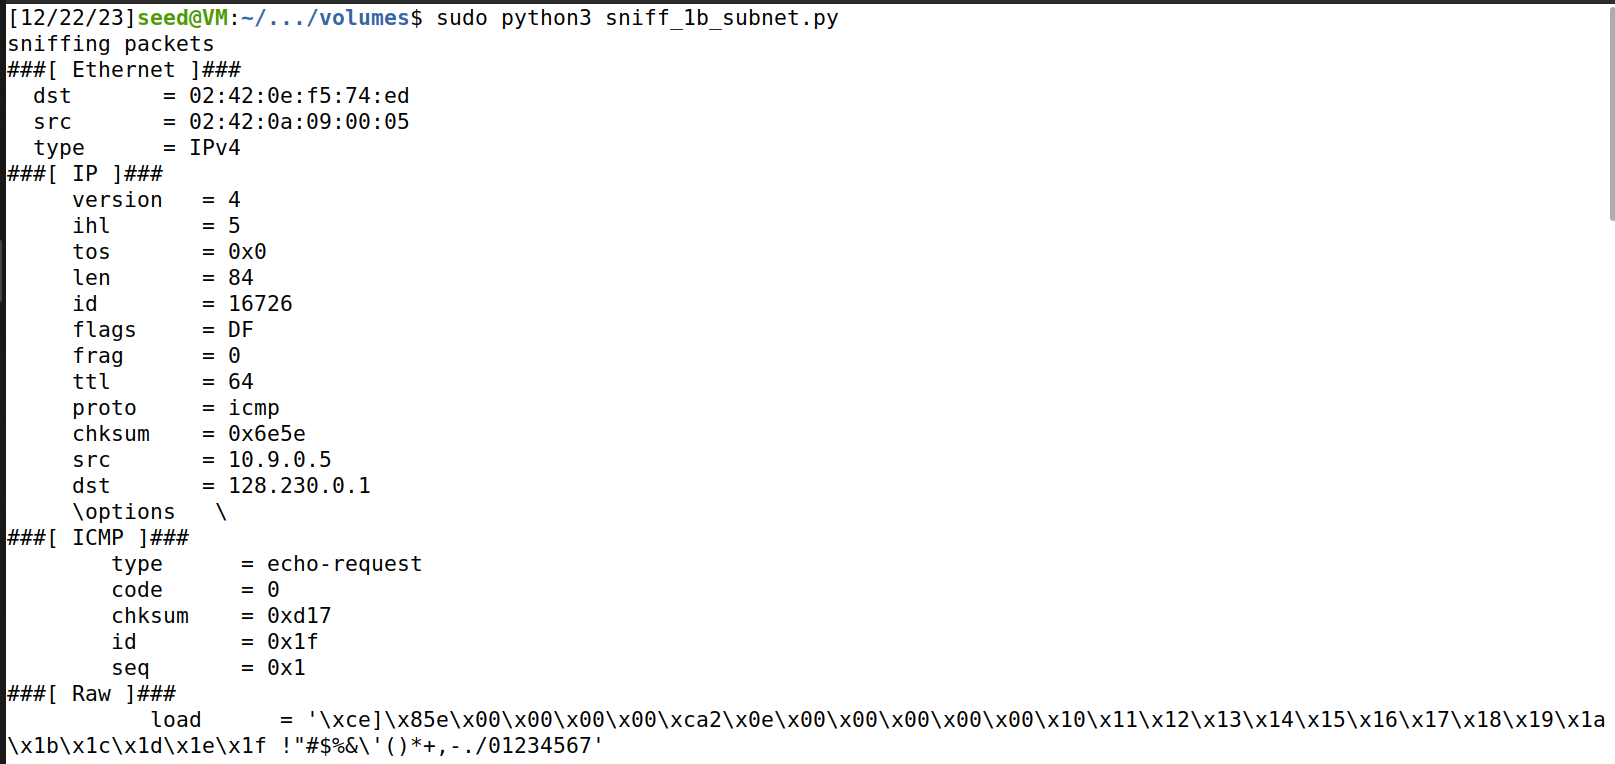 [12/22/23]seed@VM:~/.../volumes$ sudo python3 sniff_1b_subnet.py
sniffing packets
###[ Ethernet ]###
  dst       = 02:42:0e:f5:74:ed
  src       = 02:42:0a:09:00:05
  type      = IPv4
###[ IP ]###
     version   = 4
     ihl       = 5
     tos       = 0x0
     len       = 84
     id        = 16726
     flags     = DF
     frag      = 0
     ttl       = 64
     proto     = icmp
     chksum    = 0x6e5e
     src       = 10.9.0.5
     dst       = 128.230.0.1
     \options   \
###[ ICMP ]###
        type      = echo-request
        code      = 0
        chksum    = 0xd17
        id        = 0x1f
        seq       = 0x1
###[ Raw ]###
           load      = '\xce]\x85e\x00\x00\x00\x00\xca2\x0e\x00\x00\x00\x00\x00\x10\x11\x12\x13\x14\x15\x16\x17\x18\x19\x1a
\x1b\x1c\x1d\x1e\x1f !"#$%&\'()*+,-./01234567'